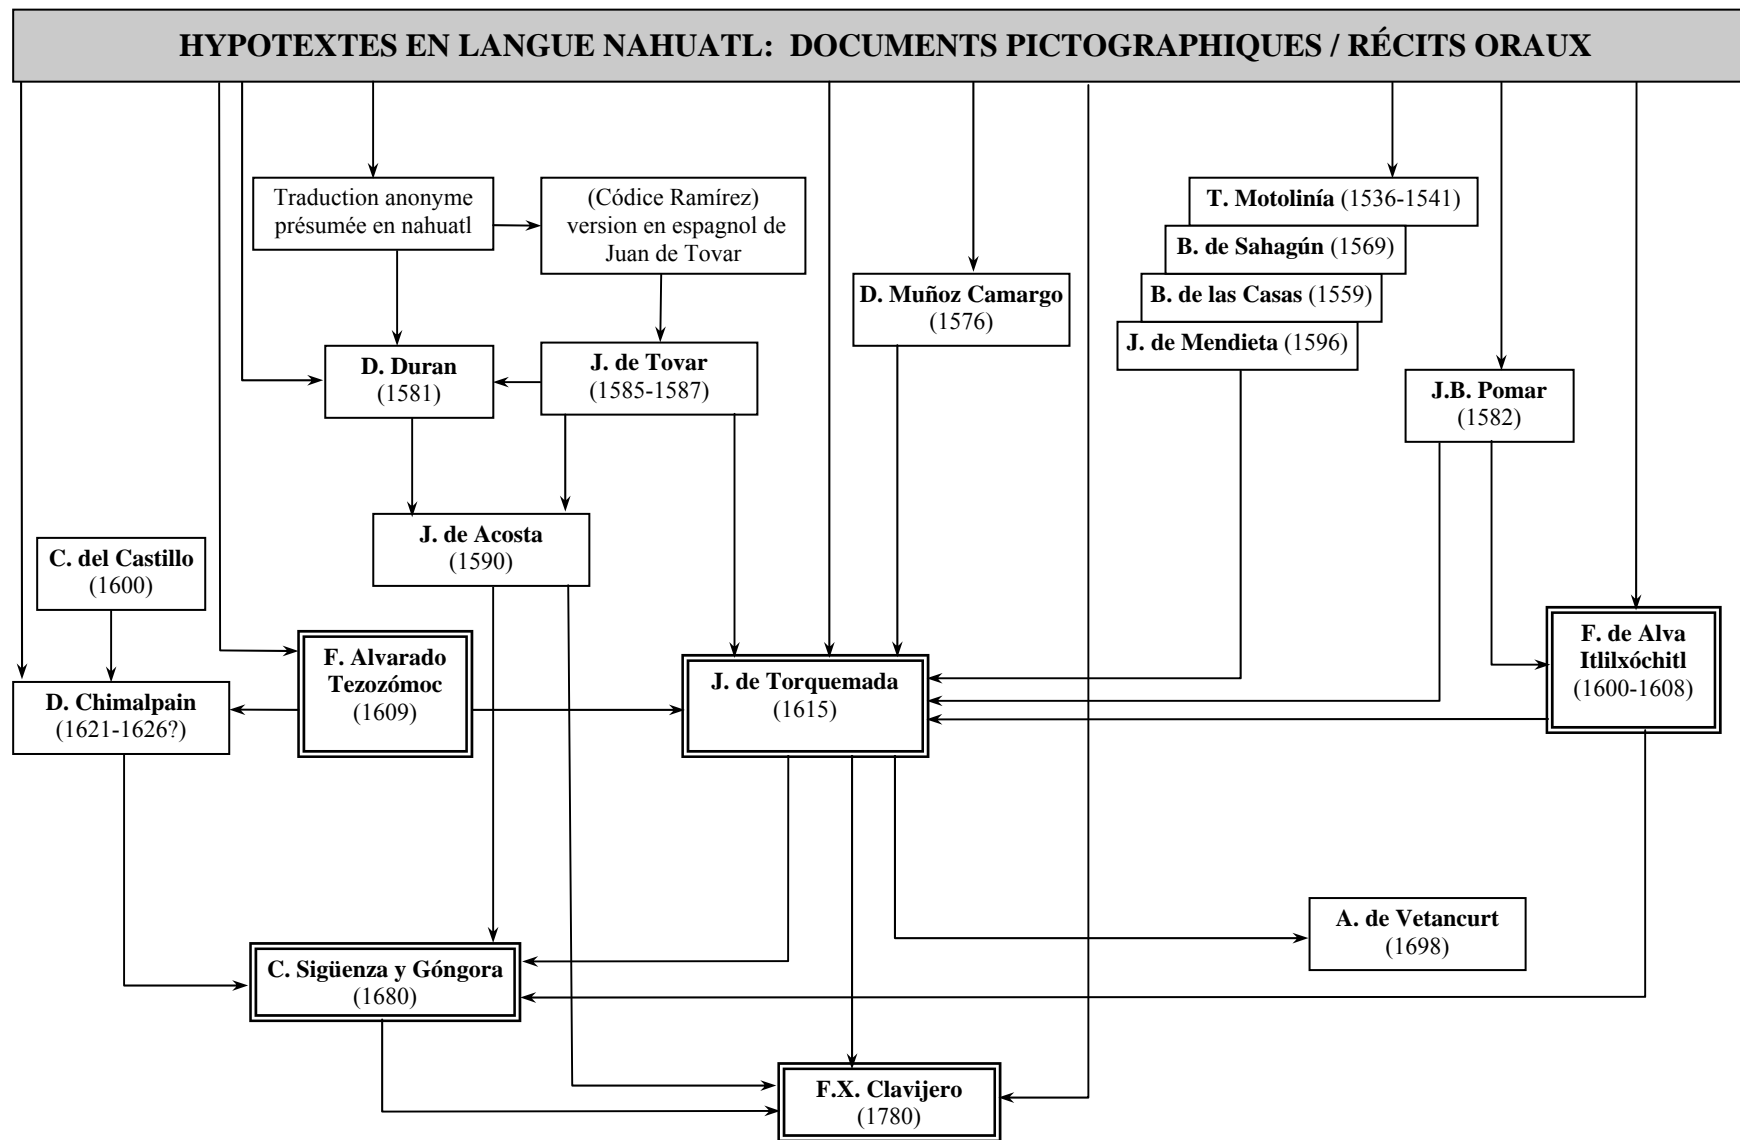 HYPOTEXTES EN LANGUE NAHUATL: DOCUMENTS PICTOGRAPHIQUES / RÉCITS ORAUX
Traduction anonyme
présumée en nahuatl
(Códice Ramírez)
version en espagnol de
Juan de Tovar
T. Motolinía (1536-1541)
B. de Sahagún (1569)
B. de las Casas (1559)
J. de Mendieta (1596)
D. Muñoz Camargo
(1576)
D. Duran
(1581)
J. de Tovar
(1585-1587)
J.B. Pomar
(1582)
J. de Acosta
(1590)
C. del Castillo
(1600)
F. Alvarado
Tezozómoc
(1609)
F. de Alva
Itlilxóchitl
(1600-1608)
D. Chimalpain
(1621-1626?)
J. de Torquemada
(1615)
A. de Vetancurt
(1698)
C. Sigüenza y Góngora
(1680)
F.X. Clavijero
(1780)